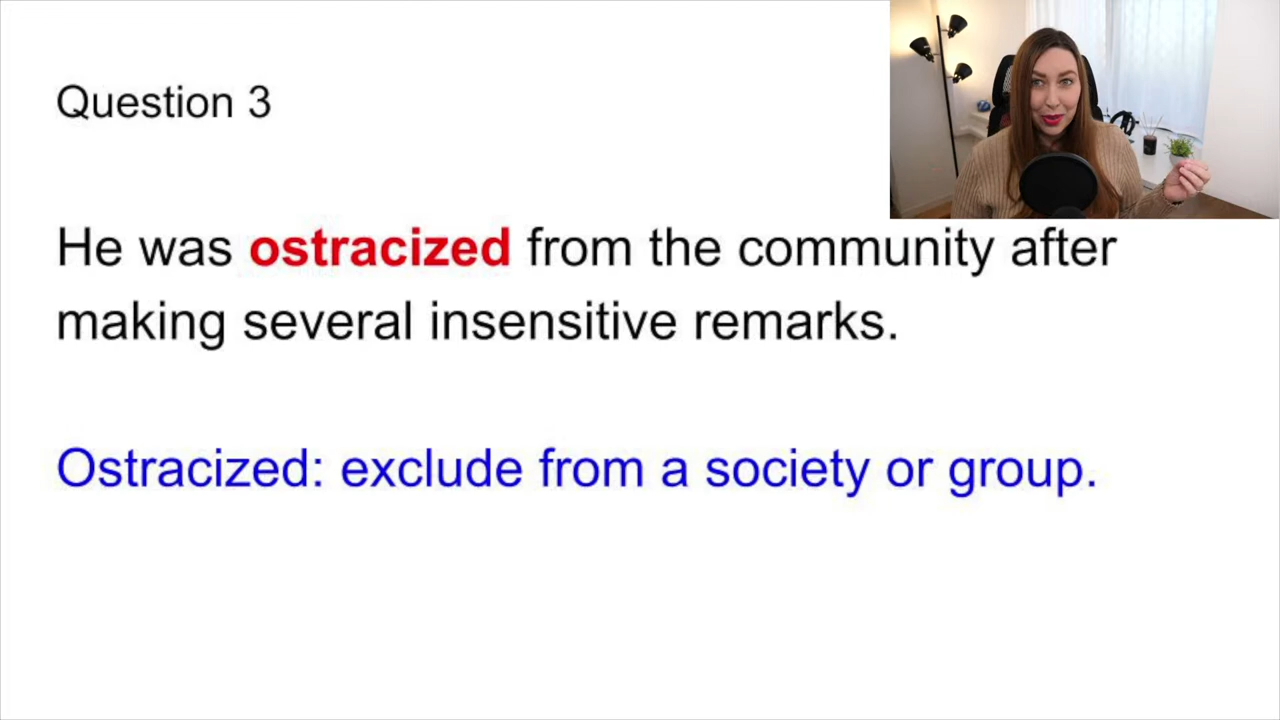 Question 3
He was ostracized from the community after
making several insensitive remarks.
Ostracized: exclude from a society or group.